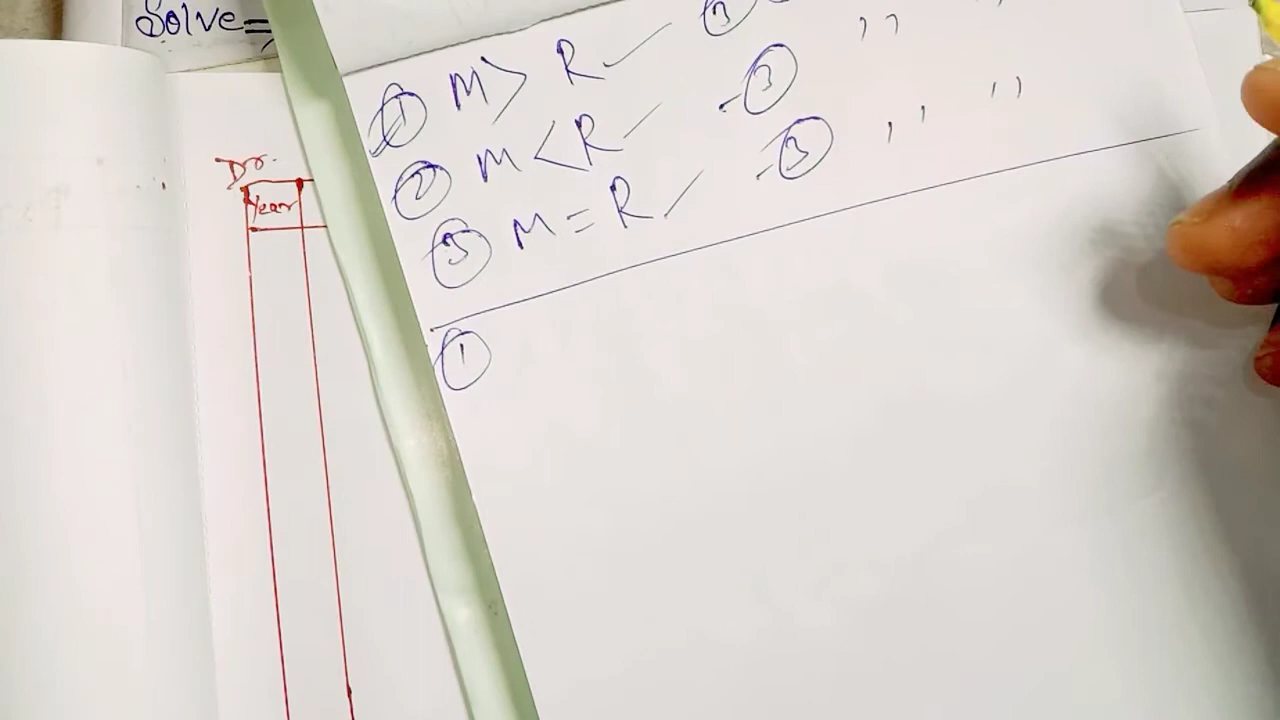 Solve=
① M > R - ③
② M < R - ③ ,,
③ M = R - ③ ,, ,,
①
Dr.
Year